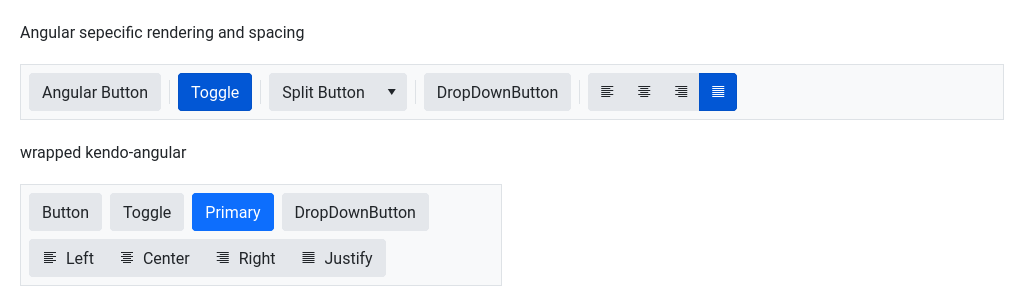 Angular sepecific rendering and spacing
Angular Button Toggle Split Button DropDownButton
wrapped kendo-angular
Button Toggle Primary DropDownButton
Left Center Right Justify